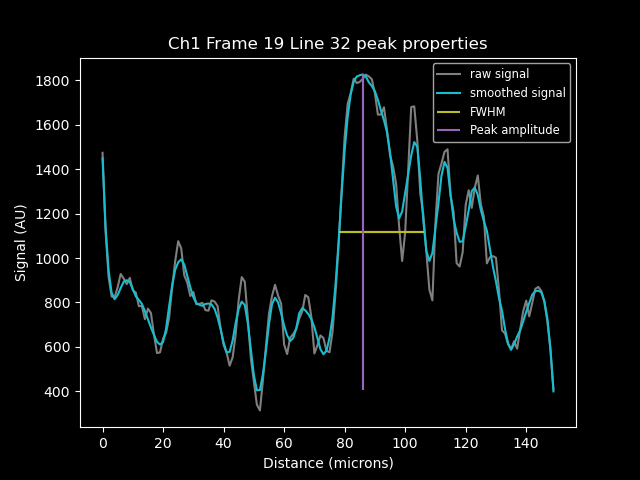 Ch1 Frame 19 Line 32 peak properties
raw signal
smoothed signal
FWHM
Peak amplitude
Signal (AU)
1800
1600
1400
1200
1000
800
600
400
0 20 40 60 80 100 120 140
Distance (microns)